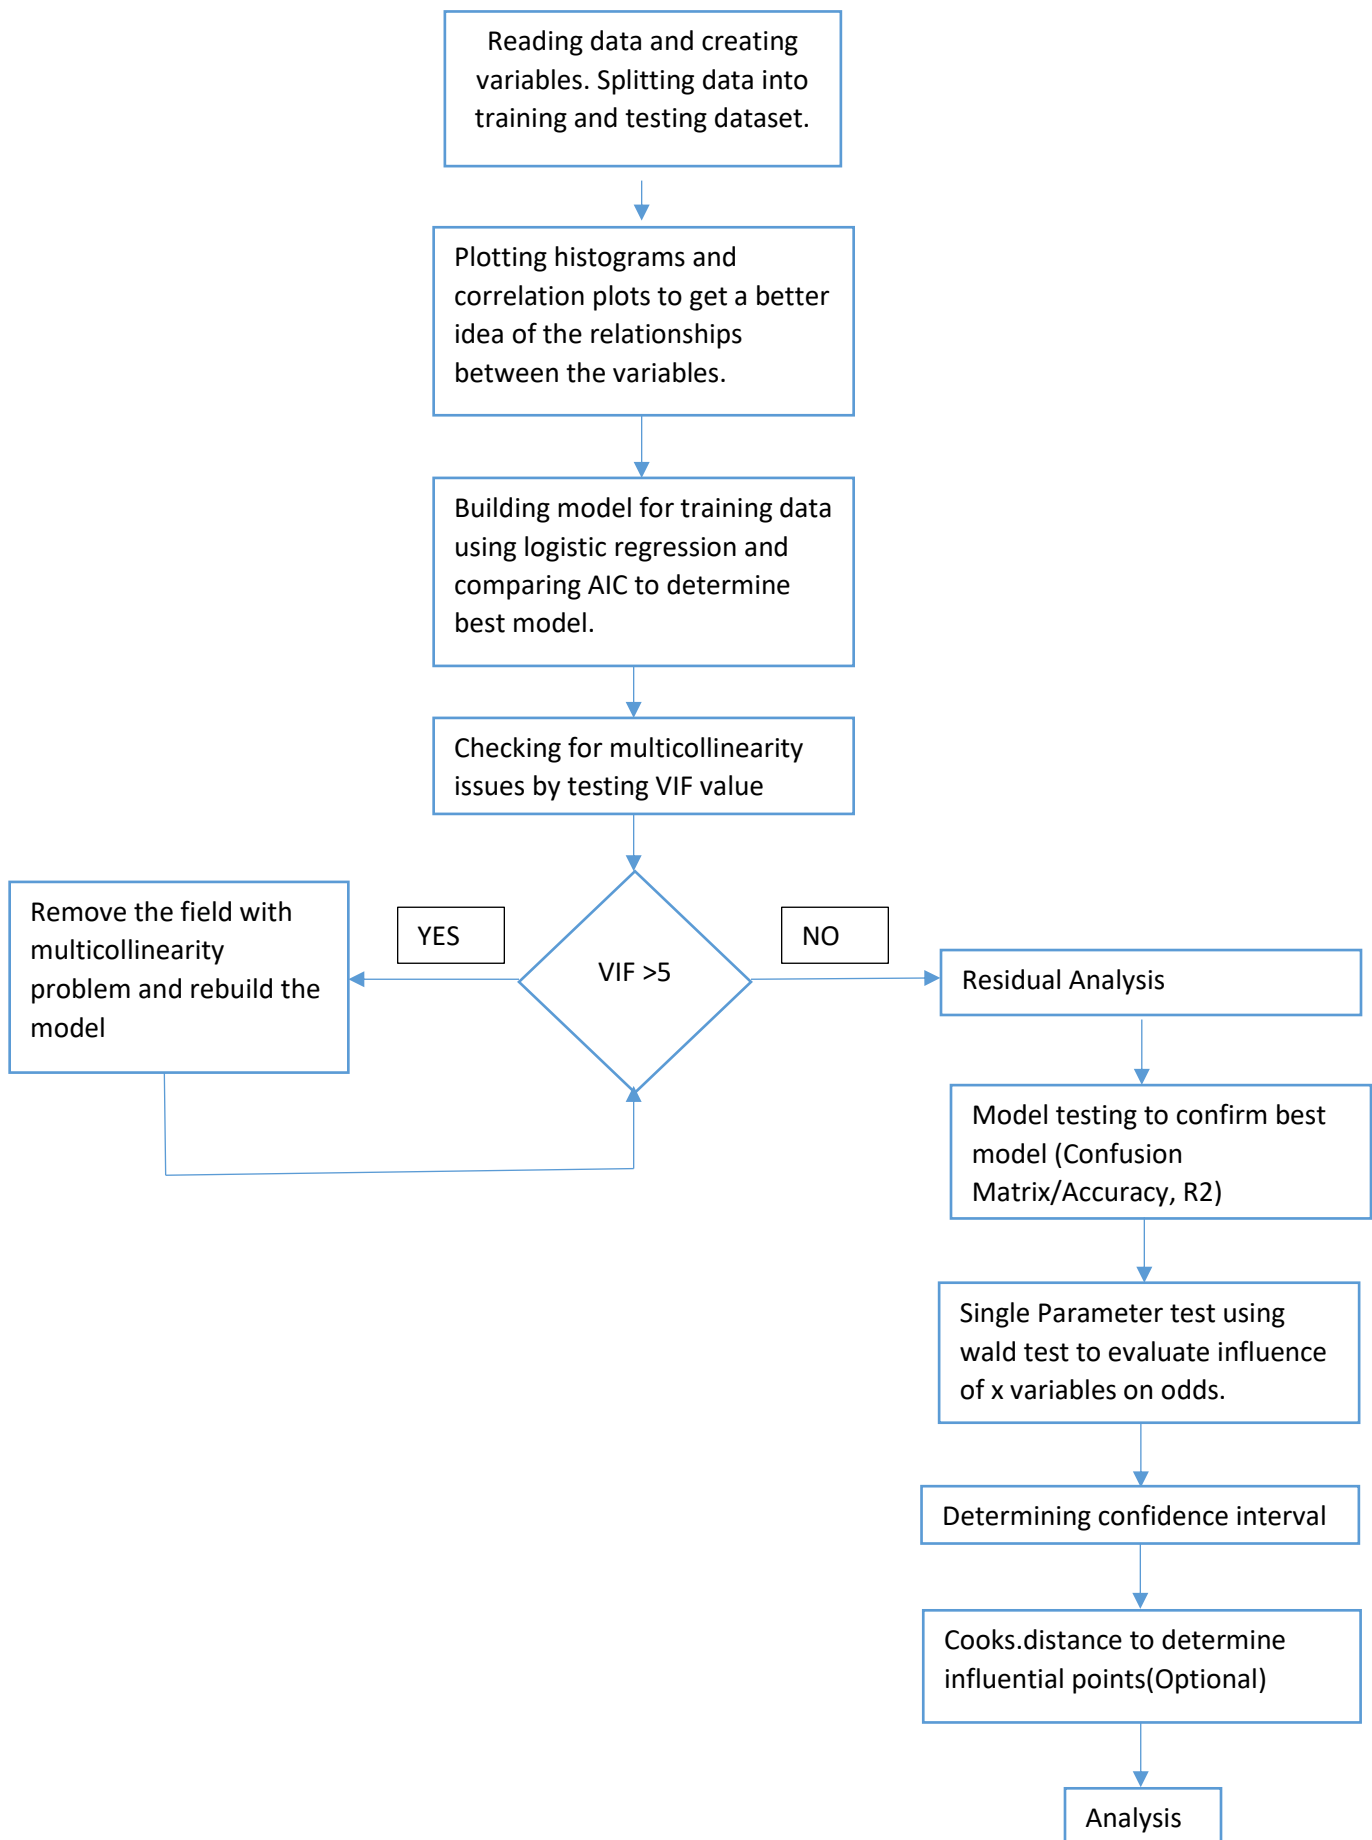 Reading data and creating
variables. Splitting data into
training and testing dataset.
Plotting histograms and
correlation plots to get a better
idea of the relationships
between the variables.
Building model for training data
using logistic regression and
comparing AIC to determine
best model.
Checking for multicollinearity
issues by testing VIF value
Remove the field with
multicollinearity
problem and rebuild the
model
YES
VIF >5
NO
Residual Analysis
Model testing to confirm best
model (Confusion
Matrix/Accuracy, R2)
Single Parameter test using
wald test to evaluate influence
of x variables on odds.
Determining confidence interval
Cooks.distance to determine
influential points(Optional)
Analysis